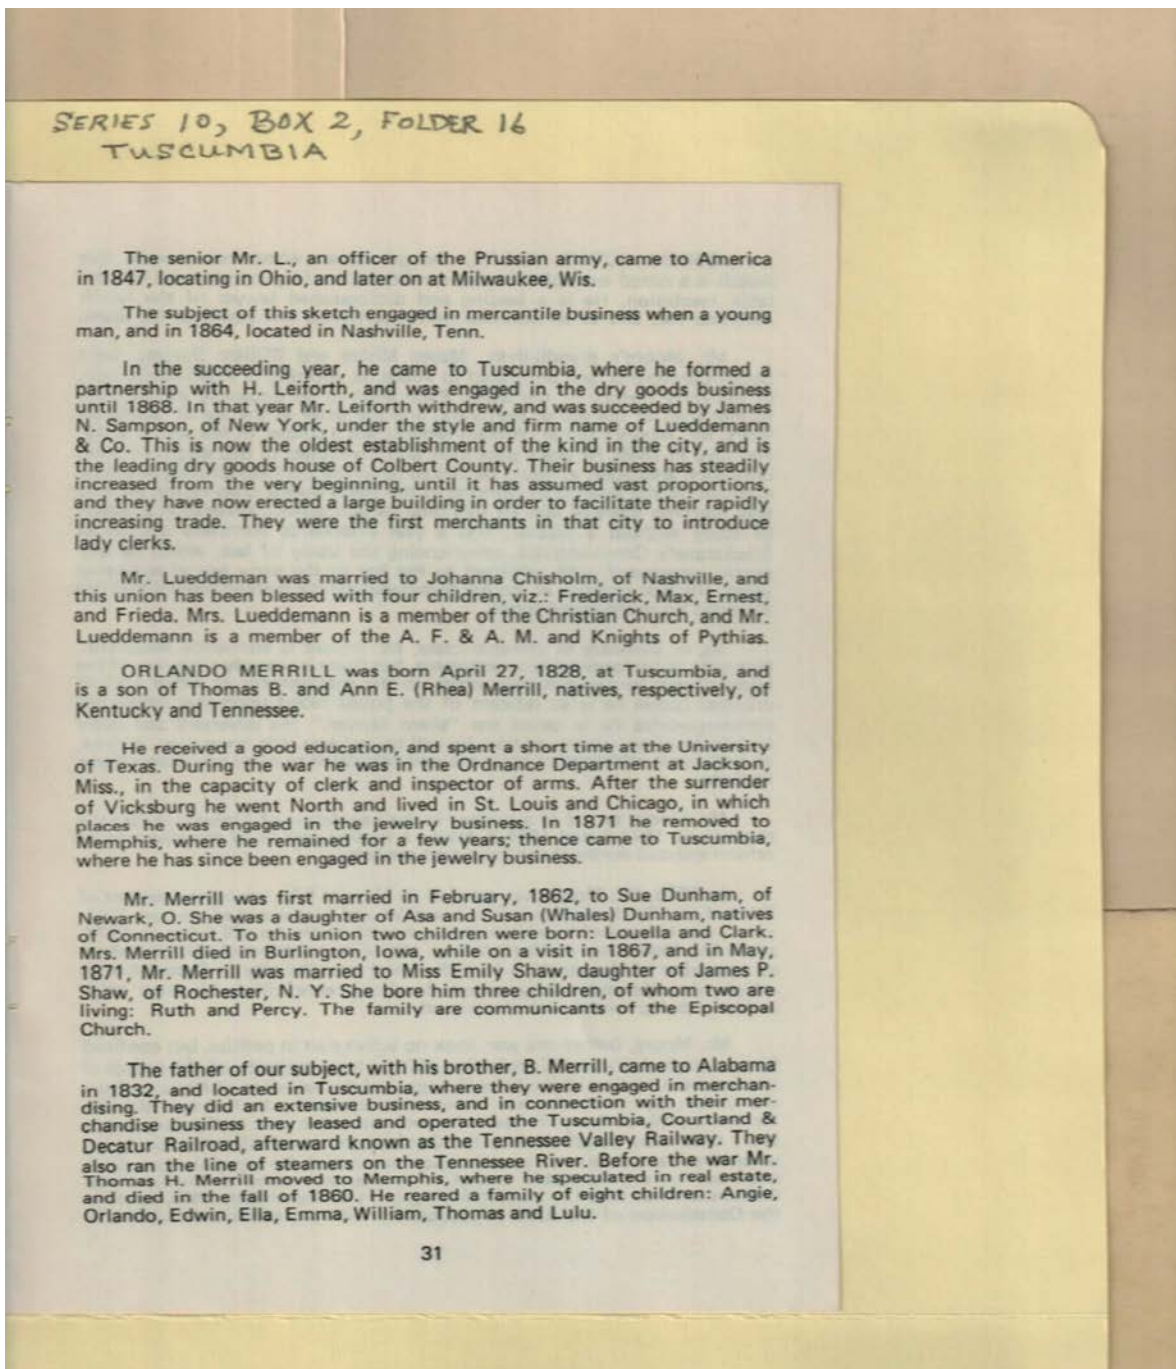 SERIES 10, BOX 2, FOLDER 16
TUSCUMBIA
The senior Mr. L., an officer of the Prussian army, came to America
in 1847, locating in Ohio, and later on at Milwaukee, Wis.
The subject of this sketch engaged in mercantile business when a young
man, and in 1864, located in Nashville, Tenn.
In the succeeding year, he came to Tuscumbia, where he formed a
partnership with H. Leiforth, and was engaged in the dry goods business
until 1868. In that year Mr. Leiforth withdrew, and was succeeded by James
N. Sampson, of New York, under the style and firm name of Lueddemann
& Co. This is now the oldest establishment of the kind in the city, and is
the leading dry goods house of Colbert County. Their business has steadily
increased from the very beginning, until it has assumed vast proportions,
and they have now erected a large building in order to facilitate their rapidly
increasing trade. They were the first merchants in that city to introduce
lady clerks.
Mr. Lueddeman was married to Johanna Chisholm, of Nashville, and
this union has been blessed with four children, viz.: Frederick, Max, Ernest,
and Frieda. Mrs. Lueddemann is a member of the Christian Church, and Mr.
Lueddemann is a member of the A. F. & A. M. and Knights of Pythias.
ORLANDO MERRILL was born April 27, 1828, at Tuscumbia, and
is a son of Thomas B. and Ann E. (Rhea) Merrill, natives, respectively, of
Kentucky and Tennessee.
He received a good education, and spent a short time at the University
of Texas. During the war he was in the Ordnance Department at Jackson,
Miss., in the capacity of clerk and inspector of arms. After the surrender
of Vicksburg he went North and lived in St. Louis and Chicago, in which
places he was engaged in the jewelry business. In 1871 he removed to
Memphis, where he remained for a few years; thence came to Tuscumbia,
where he has since been engaged in the jewelry business.
Mr. Merrill was first married in February, 1862, to Sue Dunham, of
Newark, O. She was a daughter of Asa and Susan (Whales) Dunham, natives
of Connecticut. To this union two children were born: Louella and Clark.
Mrs. Merrill died in Burlington, Iowa, while on a visit in 1867, and in May,
1871, Mr. Merrill was married to Miss Emily Shaw, daughter of James P.
Shaw, of Rochester, N. Y. She bore him three children, of whom two are
living: Ruth and Percy. The family are communicants of the Episcopal
Church.
The father of our subject, with his brother, B. Merrill, came to Alabama
in 1832, and located in Tuscumbia, where they were engaged in merchan-
dising. They did an extensive business, and in connection with their mer-
chandise business they leased and operated the Tuscumbia, Courtland &
Decatur Railroad, afterward known as the Tennessee Valley Railway. They
also ran the line of steamers on the Tennessee River. Before the war Mr.
Thomas H. Merrill moved to Memphis, where he speculated in real estate,
and died in the fall of 1860. He reared a family of eight children: Angie,
Orlando, Edwin, Ella, Emma, William, Thomas and Lulu.
31